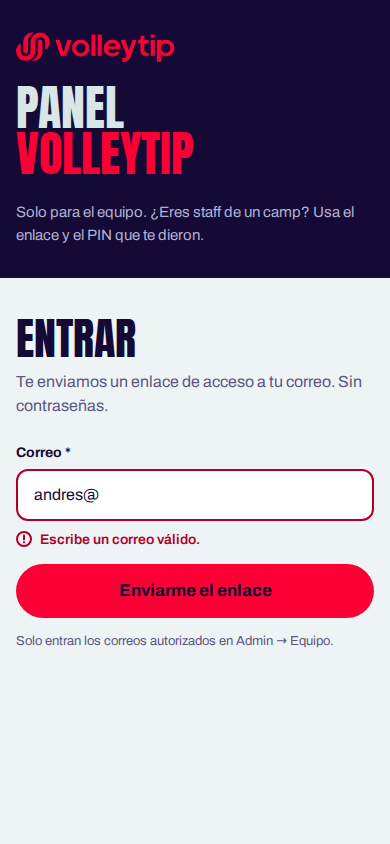 volleytip
PANEL
VOLLEYTIP
Solo para el equipo. ¿Eres staff de un camp? Usa el
enlace y el PIN que te dieron.
ENTRAR
Te enviamos un enlace de acceso a tu correo. Sin
contraseñas.
Correo *
andres@
Escribe un correo válido.
Enviarme el enlace
Solo entran los correos autorizados en Admin → Equipo.